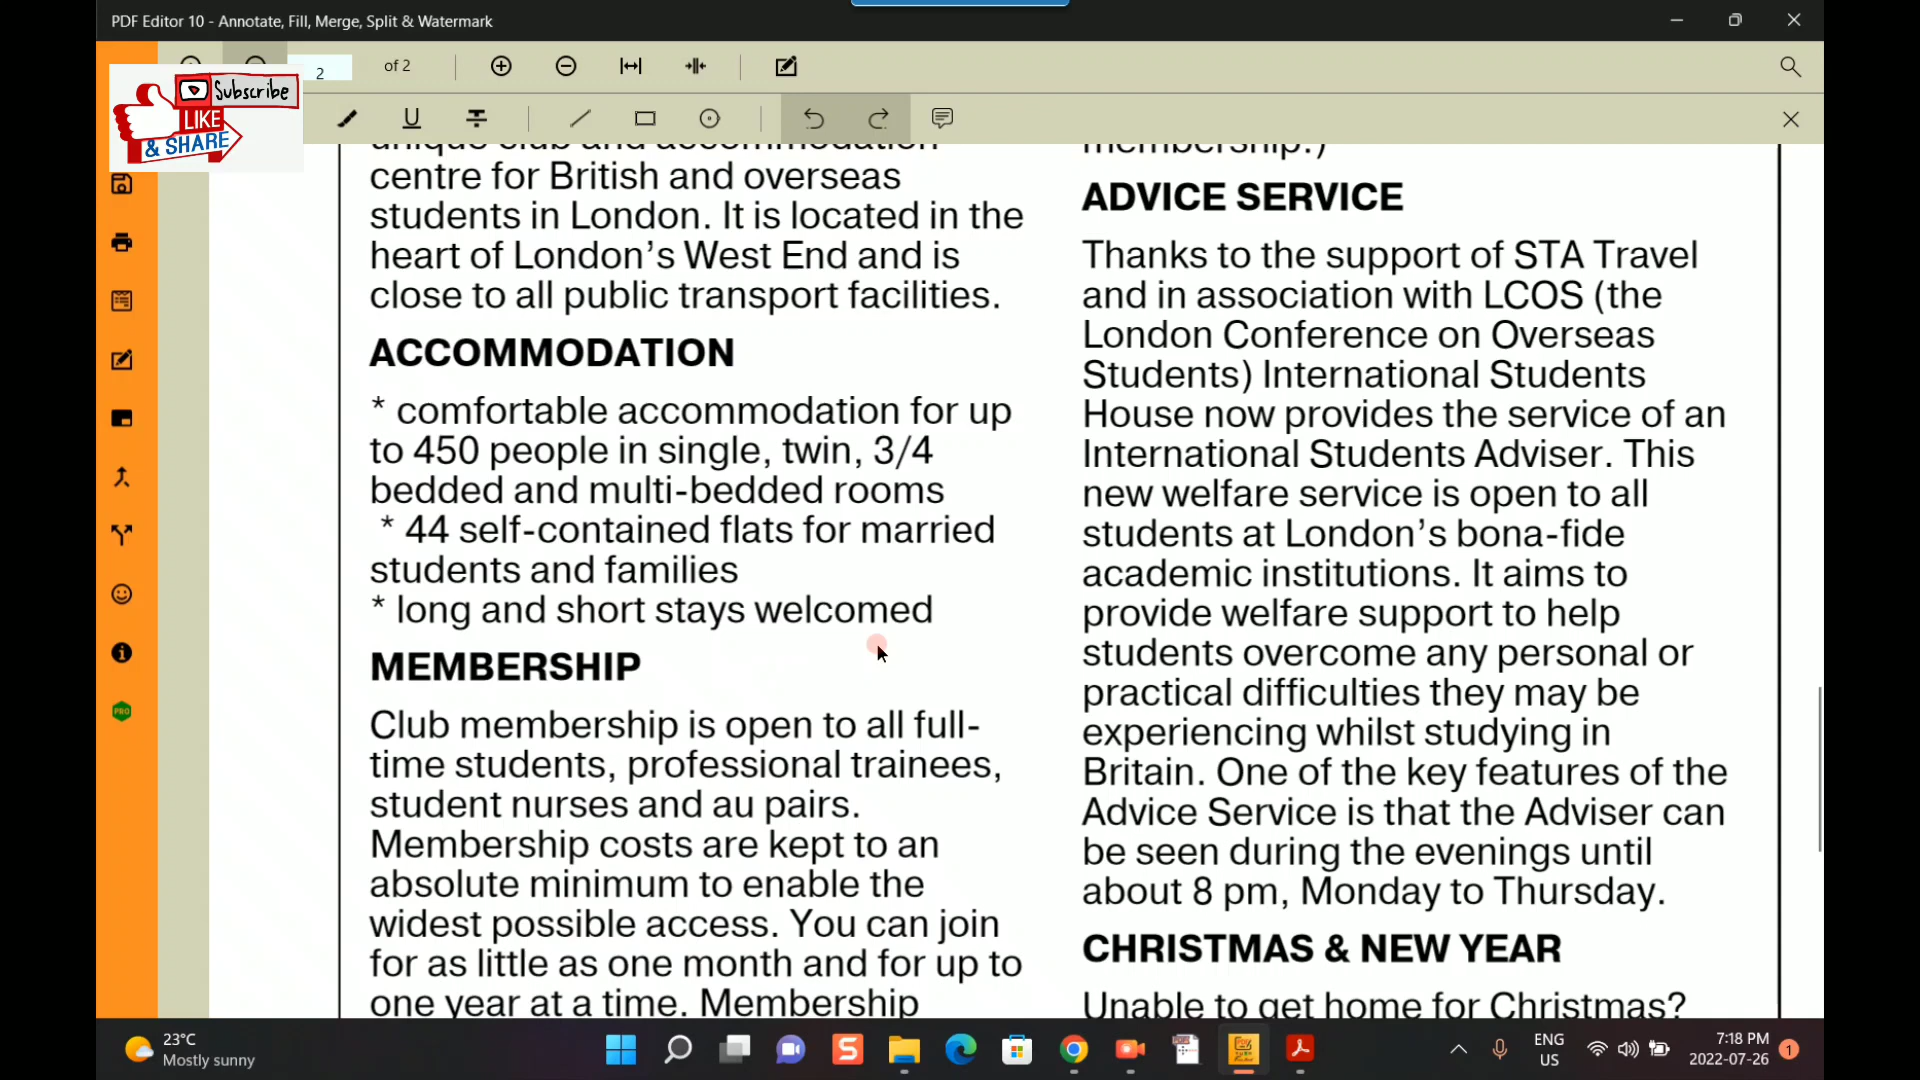 PDF Editor 10 - Annotate, Fill, Merge, Split & Watermark
2
of 2
Subscribe
LIKE
& SHARE
unique club and accommodation
centre for British and overseas
students in London. It is located in the
heart of London's West End and is
close to all public transport facilities.
ACCOMMODATION
* comfortable accommodation for up
to 450 people in single, twin, 3/4
bedded and multi-bedded rooms
* 44 self-contained flats for married
students and families
* long and short stays welcomed
MEMBERSHIP
Club membership is open to all full-
time students, professional trainees,
student nurses and au pairs.
Membership costs are kept to an
absolute minimum to enable the
widest possible access. You can join
for as little as one month and for up to
one year at a time. Membership
membership.)
ADVICE SERVICE
Thanks to the support of STA Travel
and in association with LCOS (the
London Conference on Overseas
Students) International Students
House now provides the service of an
International Students Adviser. This
new welfare service is open to all
students at London's bona-fide
academic institutions. It aims to
provide welfare support to help
students overcome any personal or
practical difficulties they may be
experiencing whilst studying in
Britain. One of the key features of the
Advice Service is that the Adviser can
be seen during the evenings until
about 8 pm, Monday to Thursday.
CHRISTMAS & NEW YEAR
Unable to get home for Christmas?
PRO
23°C
Mostly sunny
ENG
US
7:18 PM
2022-07-26
1